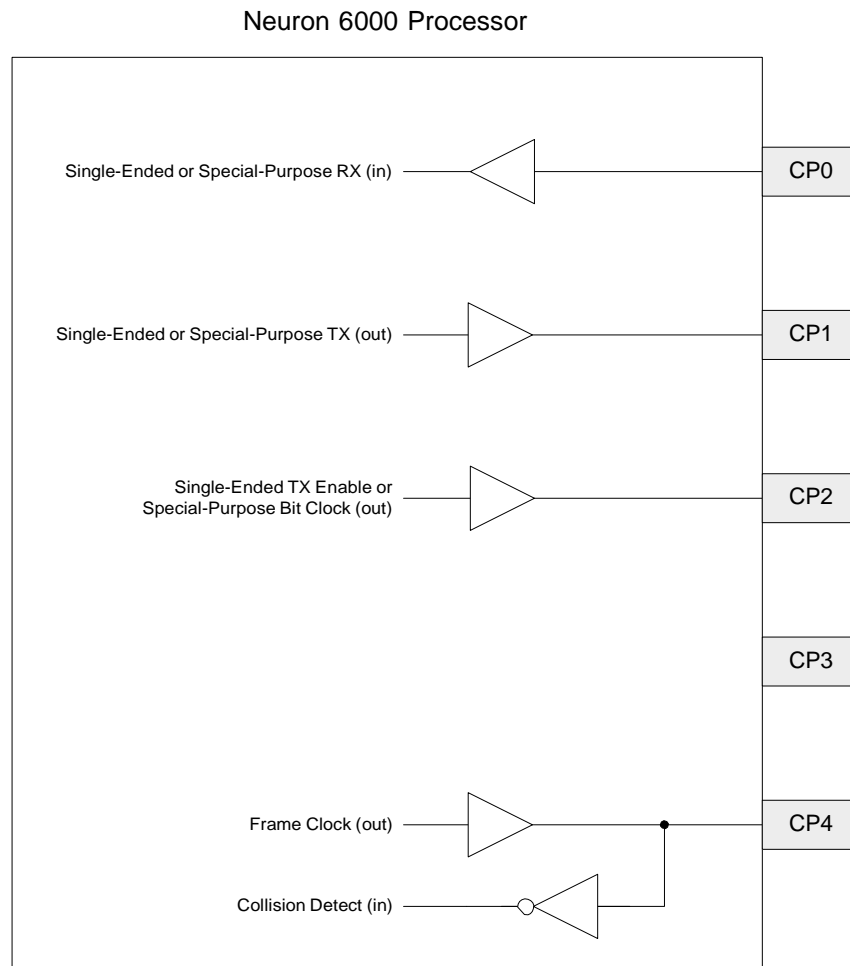 Neuron 6000 Processor
Single-Ended or Special-Purpose RX (in)
CP0
Single-Ended or Special-Purpose TX (out)
CP1
Single-Ended TX Enable or
Special-Purpose Bit Clock (out)
CP2
CP3
Frame Clock (out)
CP4
Collision Detect (in)